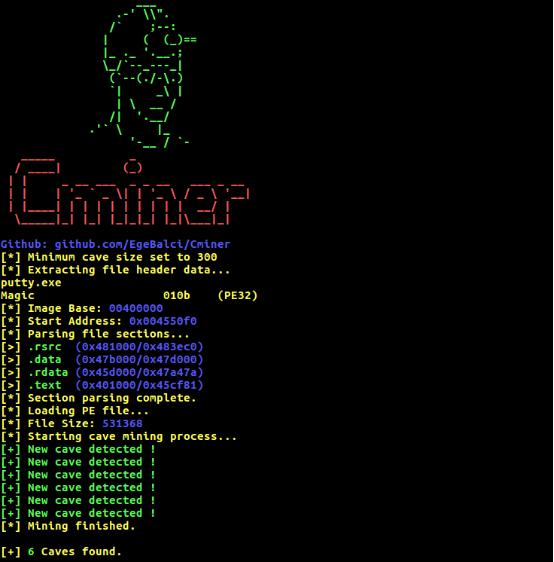 Cminer
Github: github.com/EgeBalci/Cminer
[*] Minimum cave size set to 300
[*] Extracting file header data...
putty.exe
Magic 010b (PE32)
[*] Image Base: 00400000
[*] Start Address: 0x004550f0
[*] Parsing file sections...
[>] .rsrc (0x481000/0x483ec0)
[>] .data (0x47b000/0x47d000)
[>] .rdata (0x45d000/0x47a47a)
[>] .text (0x401000/0x45cf81)
[*] Section parsing complete.
[*] Loading PE file...
[*] File Size: 531368
[*] Starting cave mining process...
[+] New cave detected !
[+] New cave detected !
[+] New cave detected !
[+] New cave detected !
[+] New cave detected !
[+] New cave detected !
[*] Mining finished.
[+] 6 Caves found.